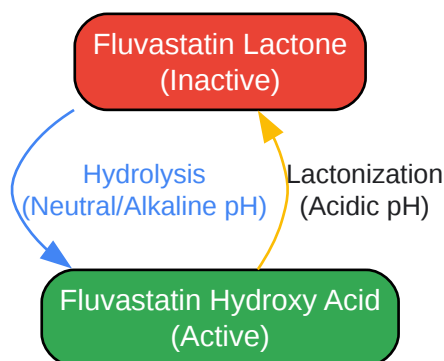 Fluvastatin Lactone
(Inactive)
Hydrolysis
(Neutral/Alkaline pH)
Lactonization
(Acidic pH)
Fluvastatin Hydroxy Acid
(Active)